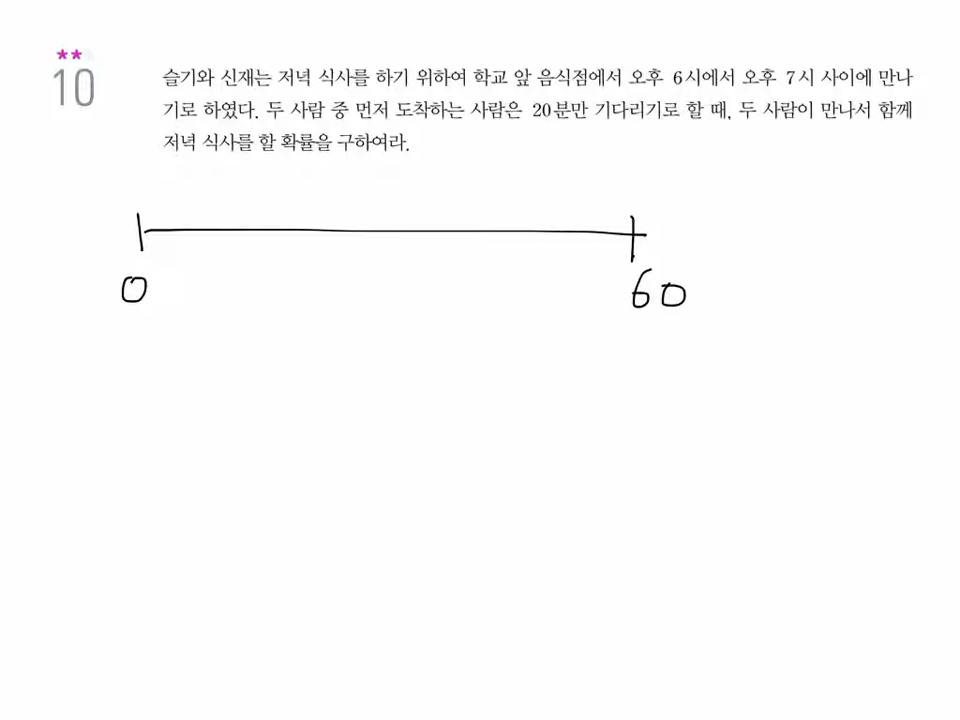 **
10
슬기와 신재는 저녁 식사를 하기 위하여 학교 앞 음식점에서 오후 6시에서 오후 7시 사이에 만나
기로 하였다. 두 사람 중 먼저 도착하는 사람은 20분만 기다리기로 할 때, 두 사람이 만나서 함께
저녁 식사를 할 확률을 구하여라.
0 60